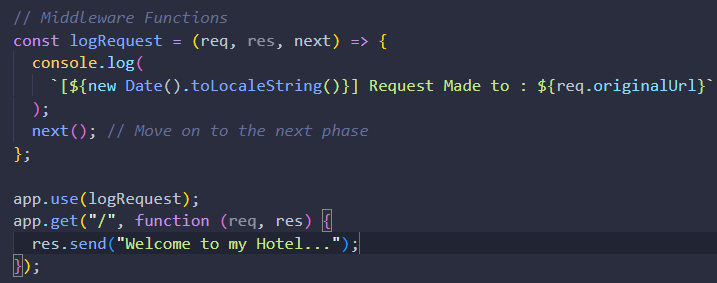 // Middleware Functions
const logRequest = (req, res, next) => {
  console.log(
    `[${new Date().toLocaleString()}] Request Made to : ${req.originalUrl}`
  );
  next(); // Move on to the next phase
};

app.use(logRequest);
app.get("/", function (req, res) {
  res.send("Welcome to my Hotel...");
});